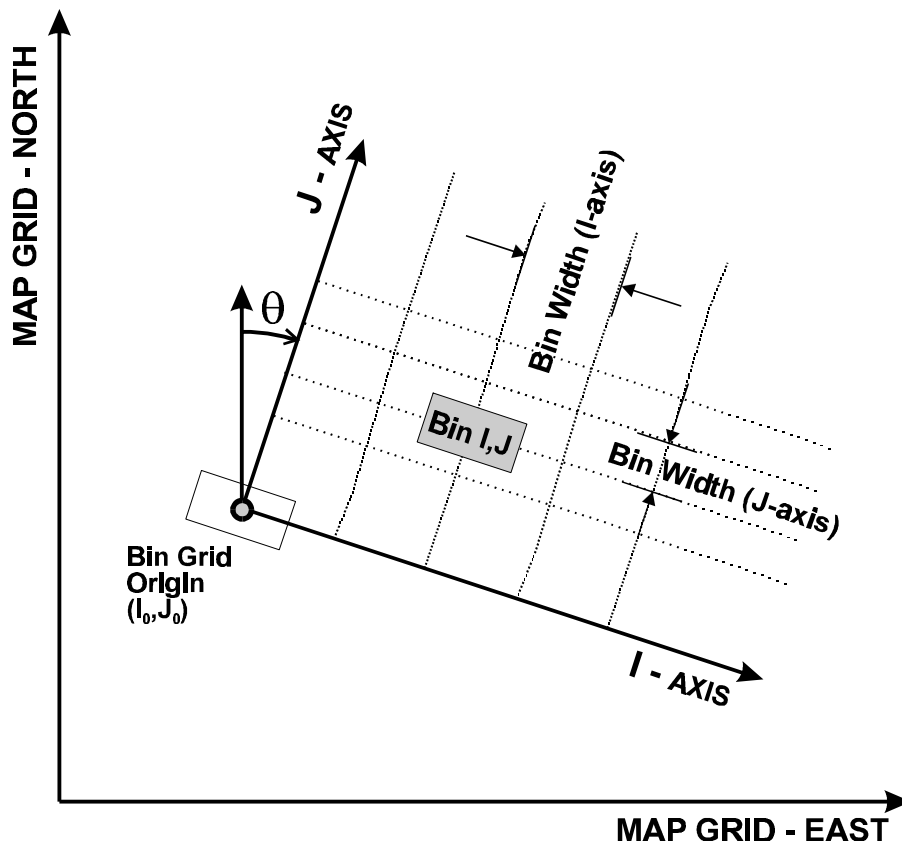 MAP GRID - NORTH
J - AXIS
Bin Width (I-axis)
θ
Bin I,J
Bin Width (J-axis)
Bin Grid
OrIgIn
(I₀,J₀)
I - AXIS
MAP GRID - EAST